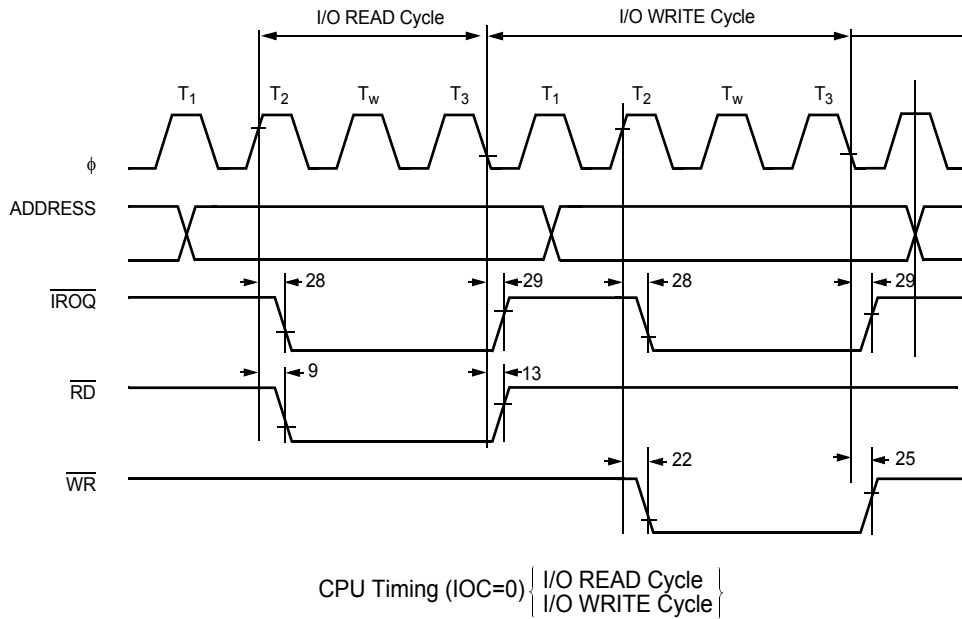 I/O READ Cycle I/O WRITE Cycle
T1 T2 Tw T3 T1 T2 Tw T3
ϕ
ADDRESS
28 29 28 29
IROQ
9 13
RD
22 25
WR
CPU Timing (IOC=0) { I/O READ Cycle
I/O WRITE Cycle }